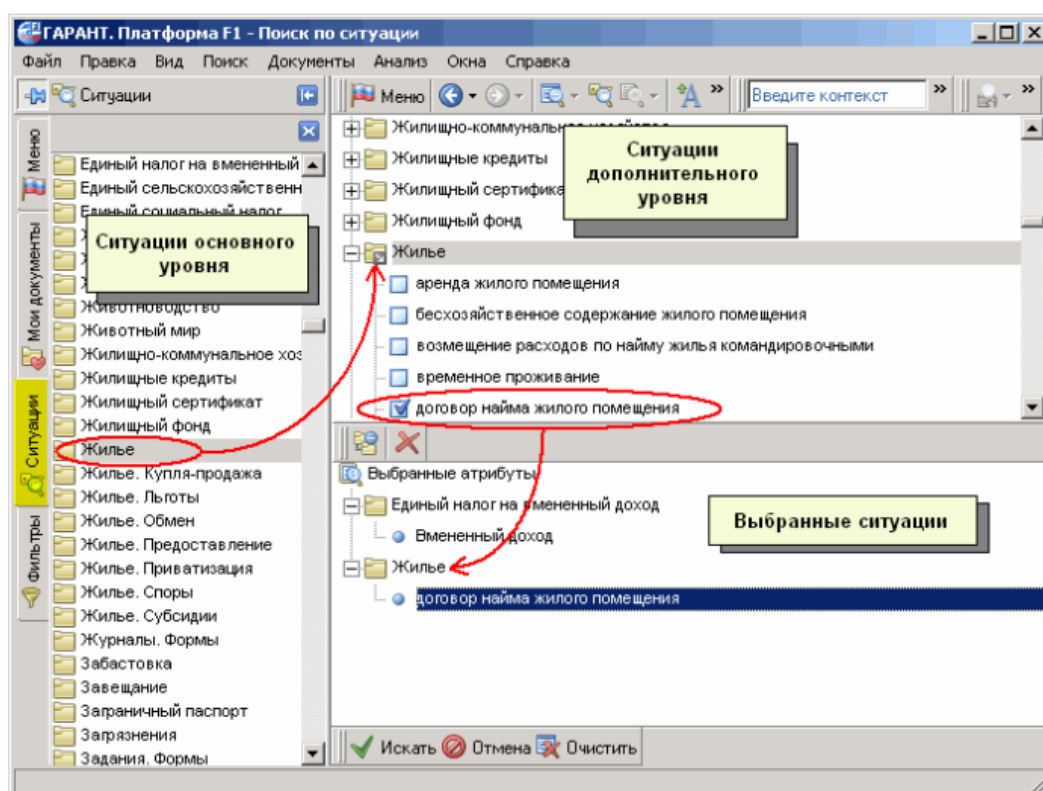 ГАРАНТ. Платформа F1 - Поиск по ситуации
Файл Правка Вид Поиск Документы Анализ Окна Справка
Ситуации
Меню
Введите контекст
Меню
Мои документы
Ситуации
Фильтры
Единый налог на вмененный
Единый сельскохозяйственн
Единый социальный налог
Ситуации основного
уровня
Животноводство
Животный мир
Жилищно-коммунальное хоз
Жилищные кредиты
Жилищный сертификат
Жилищный фонд
Жилье
Жилье. Купля-продажа
Жилье. Льготы
Жилье. Обмен
Жилье. Предоставление
Жилье. Приватизация
Жилье. Споры
Жилье. Субсидии
Журналы. Формы
Забастовка
Завещание
Заграничный паспорт
Загрязнения
Задания. Формы
Жилищно-коммунальное
Жилищные кредиты
Жилищный сертифика
Жилищный фонд
Ситуации
дополнительного
уровня
Жилье
аренда жилого помещения
бесхозяйственное содержание жилого помещения
возмещение расходов по найму жилья командировочными
временное проживание
договор найма жилого помещения
Выбранные атрибуты
Единый налог на вмененный доход
Вмененный доход
Жилье
договор найма жилого помещения
Выбранные ситуации
Искать Отмена Очистить